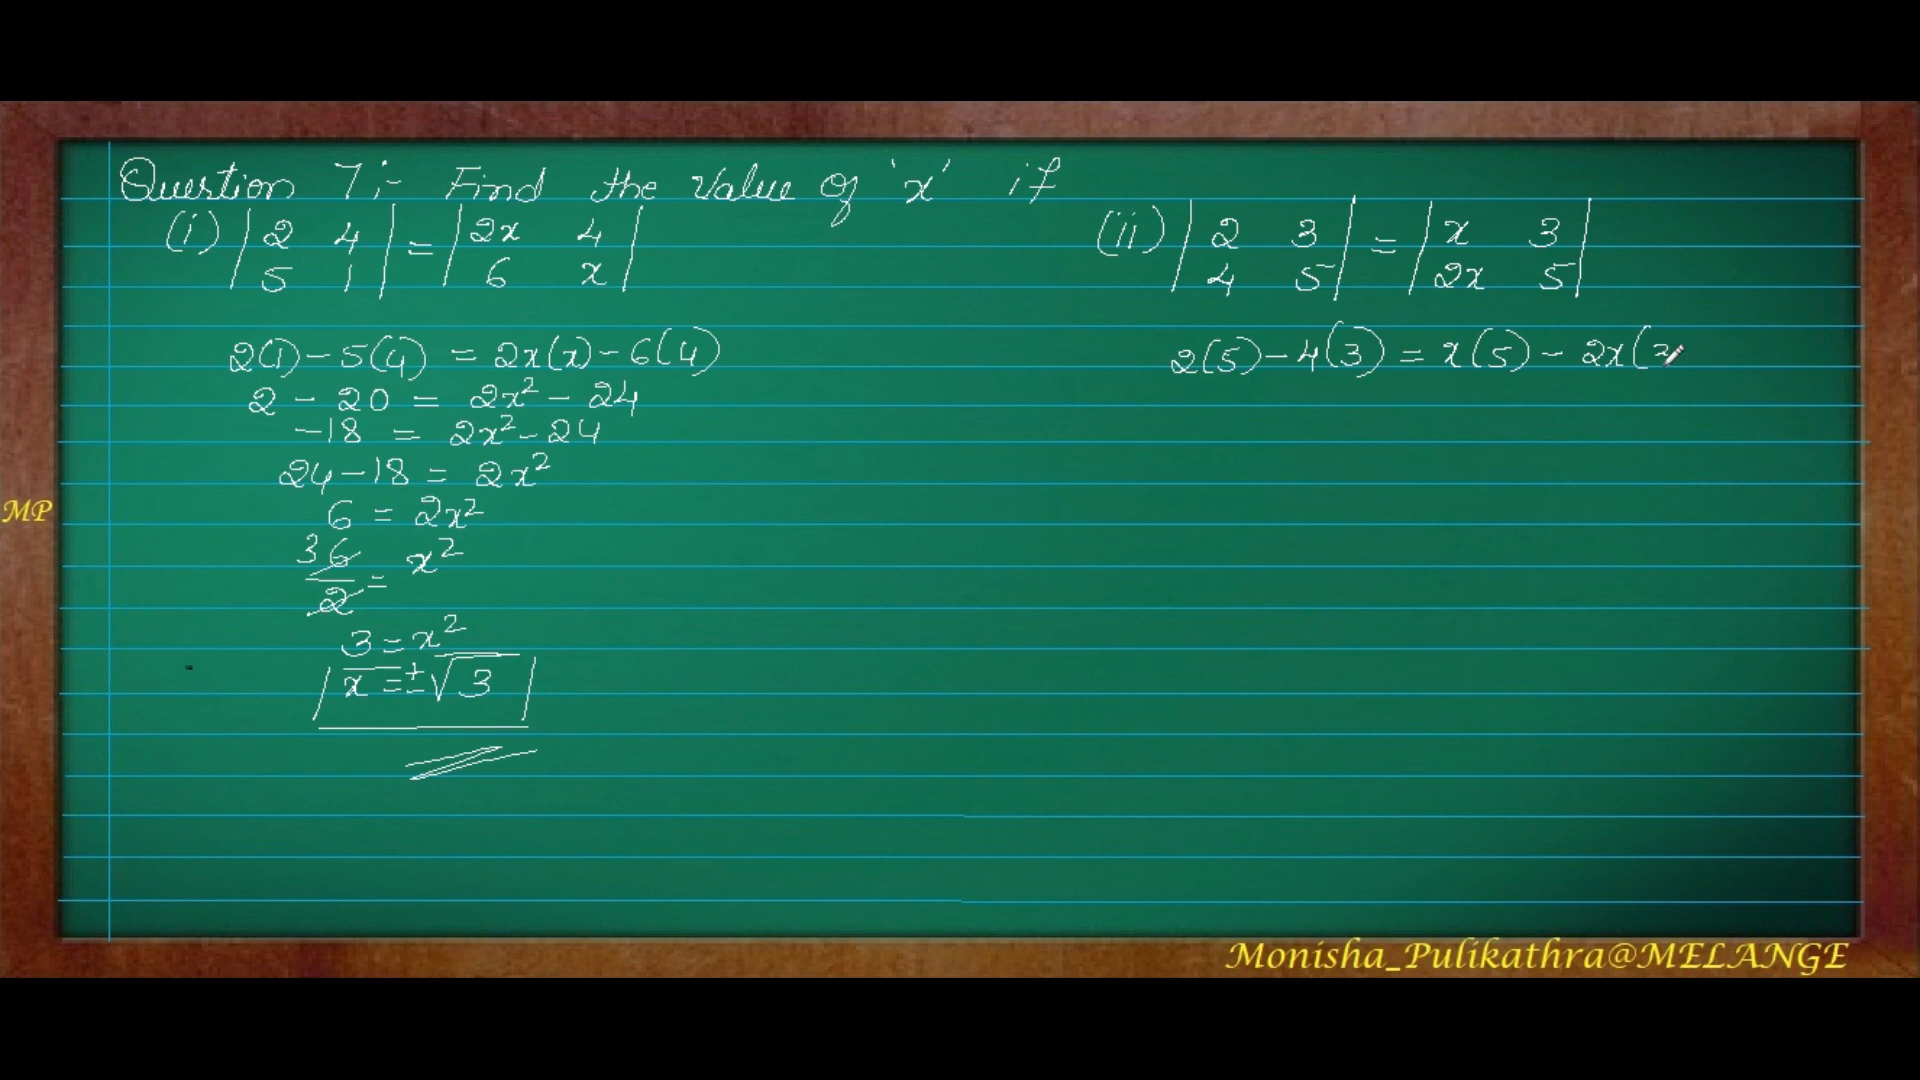 Question 7:- Find the value of 'x' if
(i) | 2 4 | = | 2x 4 |
| 5 1 | | 6 x |
2(1) - 5(4) = 2x(x) - 6(4)
2 - 20 = 2x² - 24
-18 = 2x² - 24
24 - 18 = 2x²
6 = 2x²
3 6
2 = x²
3 = x²
x = ±√3
(ii) | 2 3 | = | x 3 |
| 4 5 | | 2x 5 |
2(5) - 4(3) = x(5) - 2x(
MP
Monisha_Pulikathra@MELANGE